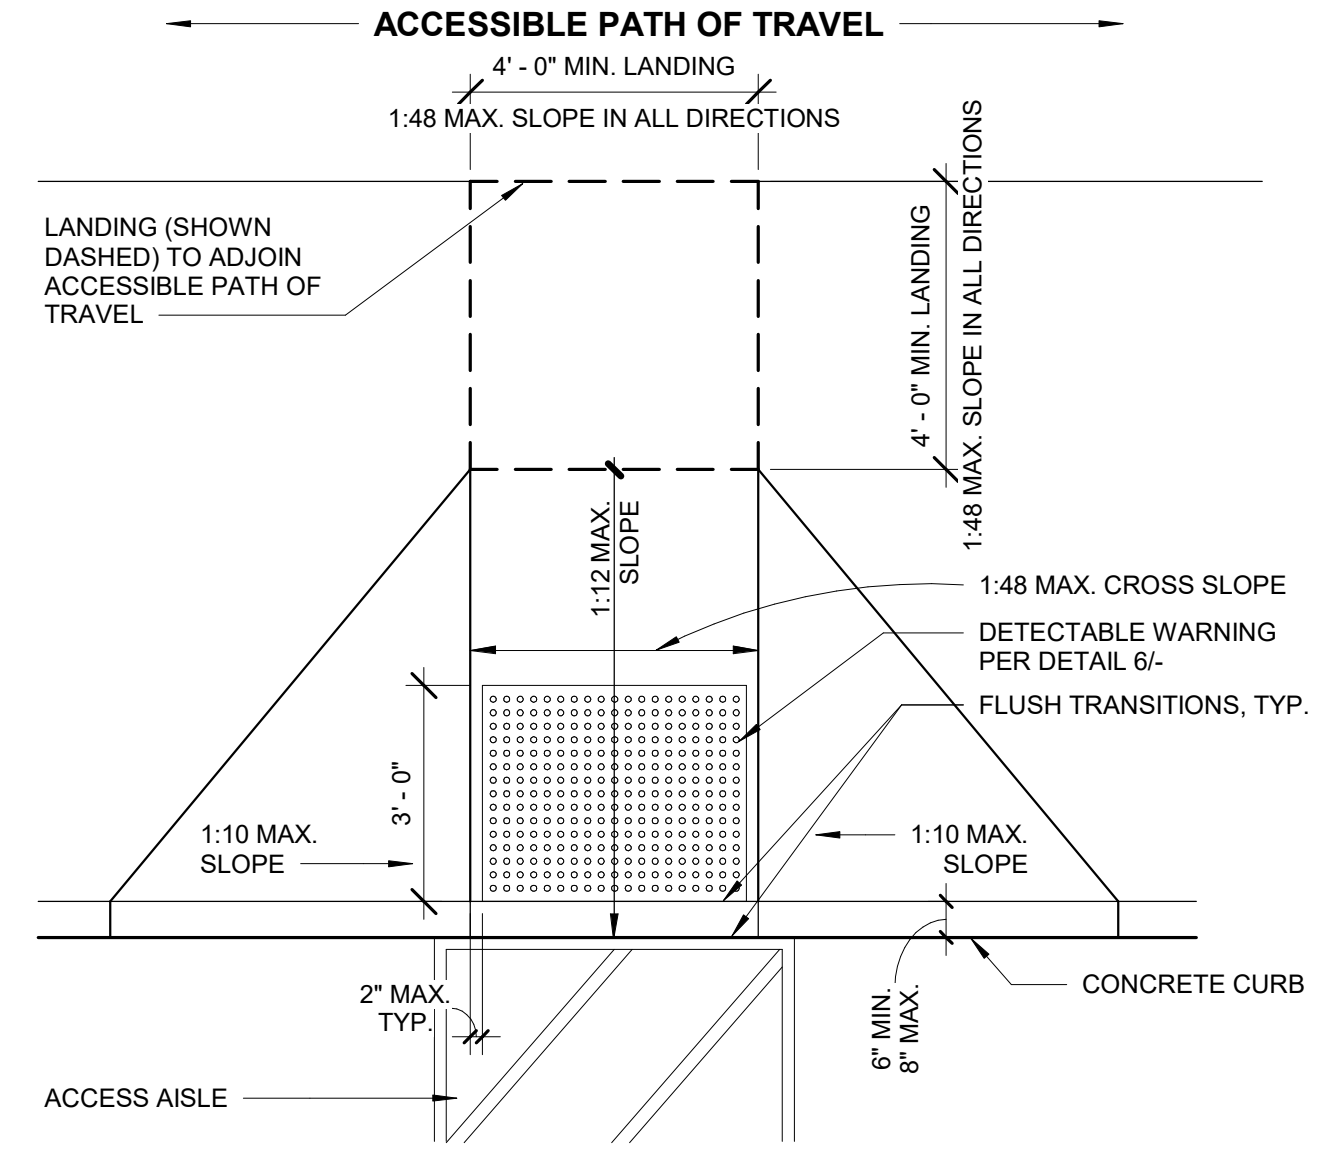 ACCESSIBLE PATH OF TRAVEL
4' - 0" MIN. LANDING
1:48 MAX. SLOPE IN ALL DIRECTIONS
LANDING (SHOWN
DASHED) TO ADJOIN
ACCESSIBLE PATH OF
TRAVEL
4' - 0" MIN. LANDING
1:48 MAX. SLOPE IN ALL DIRECTIONS
1:12 MAX.
SLOPE
1:48 MAX. CROSS SLOPE
DETECTABLE WARNING
PER DETAIL 6/-
FLUSH TRANSITIONS, TYP.
3' - 0"
1:10 MAX.
SLOPE
1:10 MAX.
SLOPE
2" MAX.
TYP.
6" MIN.
8" MAX.
CONCRETE CURB
ACCESS AISLE